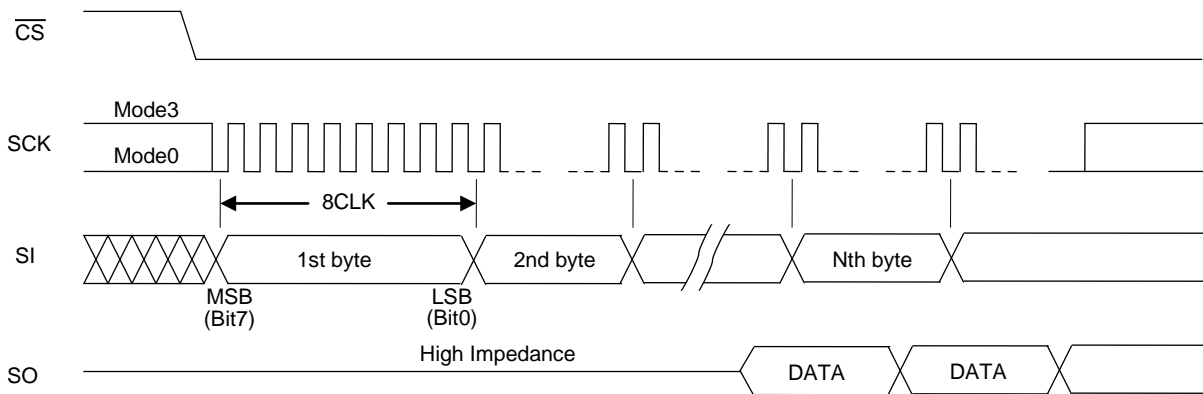 CS
Mode3
SCK
Mode0
8CLK
SI
1st byte
2nd byte
Nth byte
MSB
(Bit7)
LSB
(Bit0)
High Impedance
SO
DATA
DATA